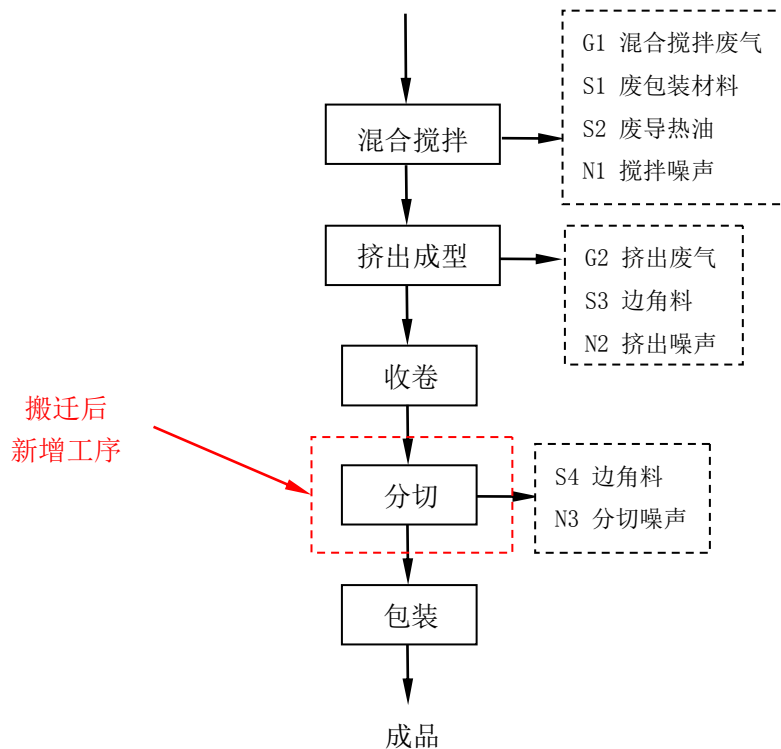 G1 混合搅拌废气
S1 废包装材料
S2 废导热油
N1 搅拌噪声
混合搅拌
挤出成型
G2 挤出废气
S3 边角料
N2 挤出噪声
收卷
搬迁后
新增工序
分切
S4 边角料
N3 分切噪声
包装
成品